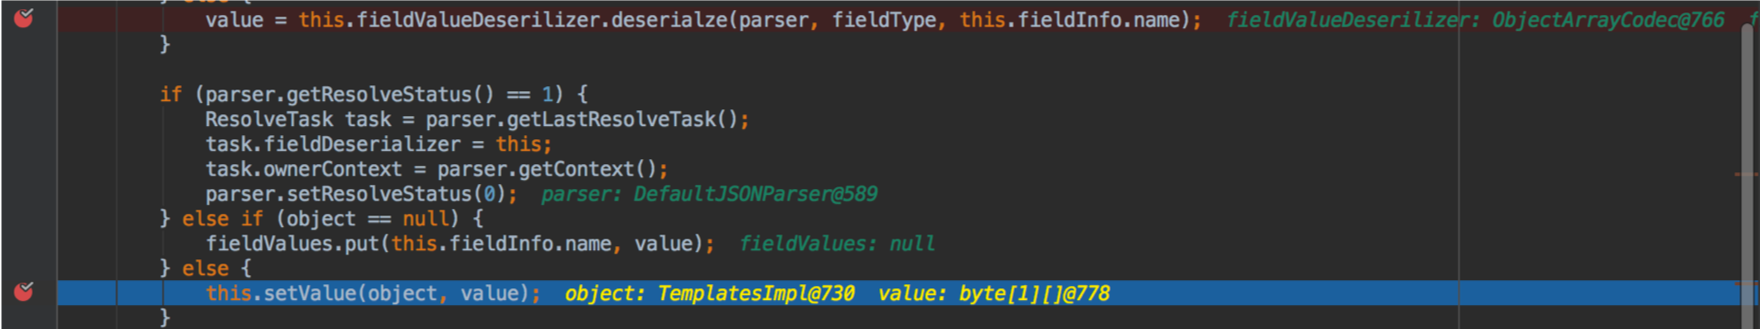 } else {
value = this.fieldValueDeserilizer.deserialze(parser, fieldType, this.fieldInfo.name);  fieldValueDeserilizer: ObjectArrayCodec@766  f
}
if (parser.getResolveStatus() == 1) {
ResolveTask task = parser.getLastResolveTask();
task.fieldDeserializer = this;
task.ownerContext = parser.getContext();
parser.setResolveStatus(0);  parser: DefaultJSONParser@589
} else if (object == null) {
fieldValues.put(this.fieldInfo.name, value);  fieldValues: null
} else {
this.setValue(object, value);  object: TemplatesImpl@730  value: byte[1][]@778
}